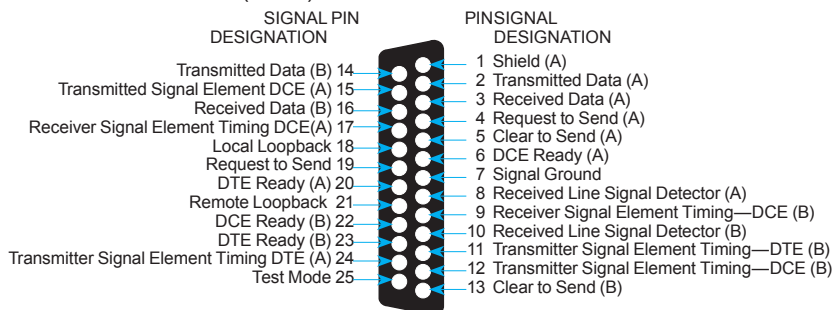 SIGNAL PIN
DESIGNATION
Transmitted Data (B) 14
Transmitted Signal Element DCE (A) 15
Received Data (B) 16
Receiver Signal Element Timing DCE(A) 17
Local Loopback 18
Request to Send 19
DTE Ready (A) 20
Remote Loopback 21
DCE Ready (B) 22
DTE Ready (B) 23
Transmitter Signal Element Timing DTE (A) 24
Test Mode 25
PINSIGNAL
DESIGNATION
1 Shield (A)
2 Transmitted Data (A)
3 Received Data (A)
4 Request to Send (A)
5 Clear to Send (A)
6 DCE Ready (A)
7 Signal Ground
8 Received Line Signal Detector (A)
9 Receiver Signal Element Timing—DCE (B)
10 Received Line Signal Detector (B)
11 Transmitter Signal Element Timing—DTE (B)
12 Transmitter Signal Element Timing—DCE (B)
13 Clear to Send (B)